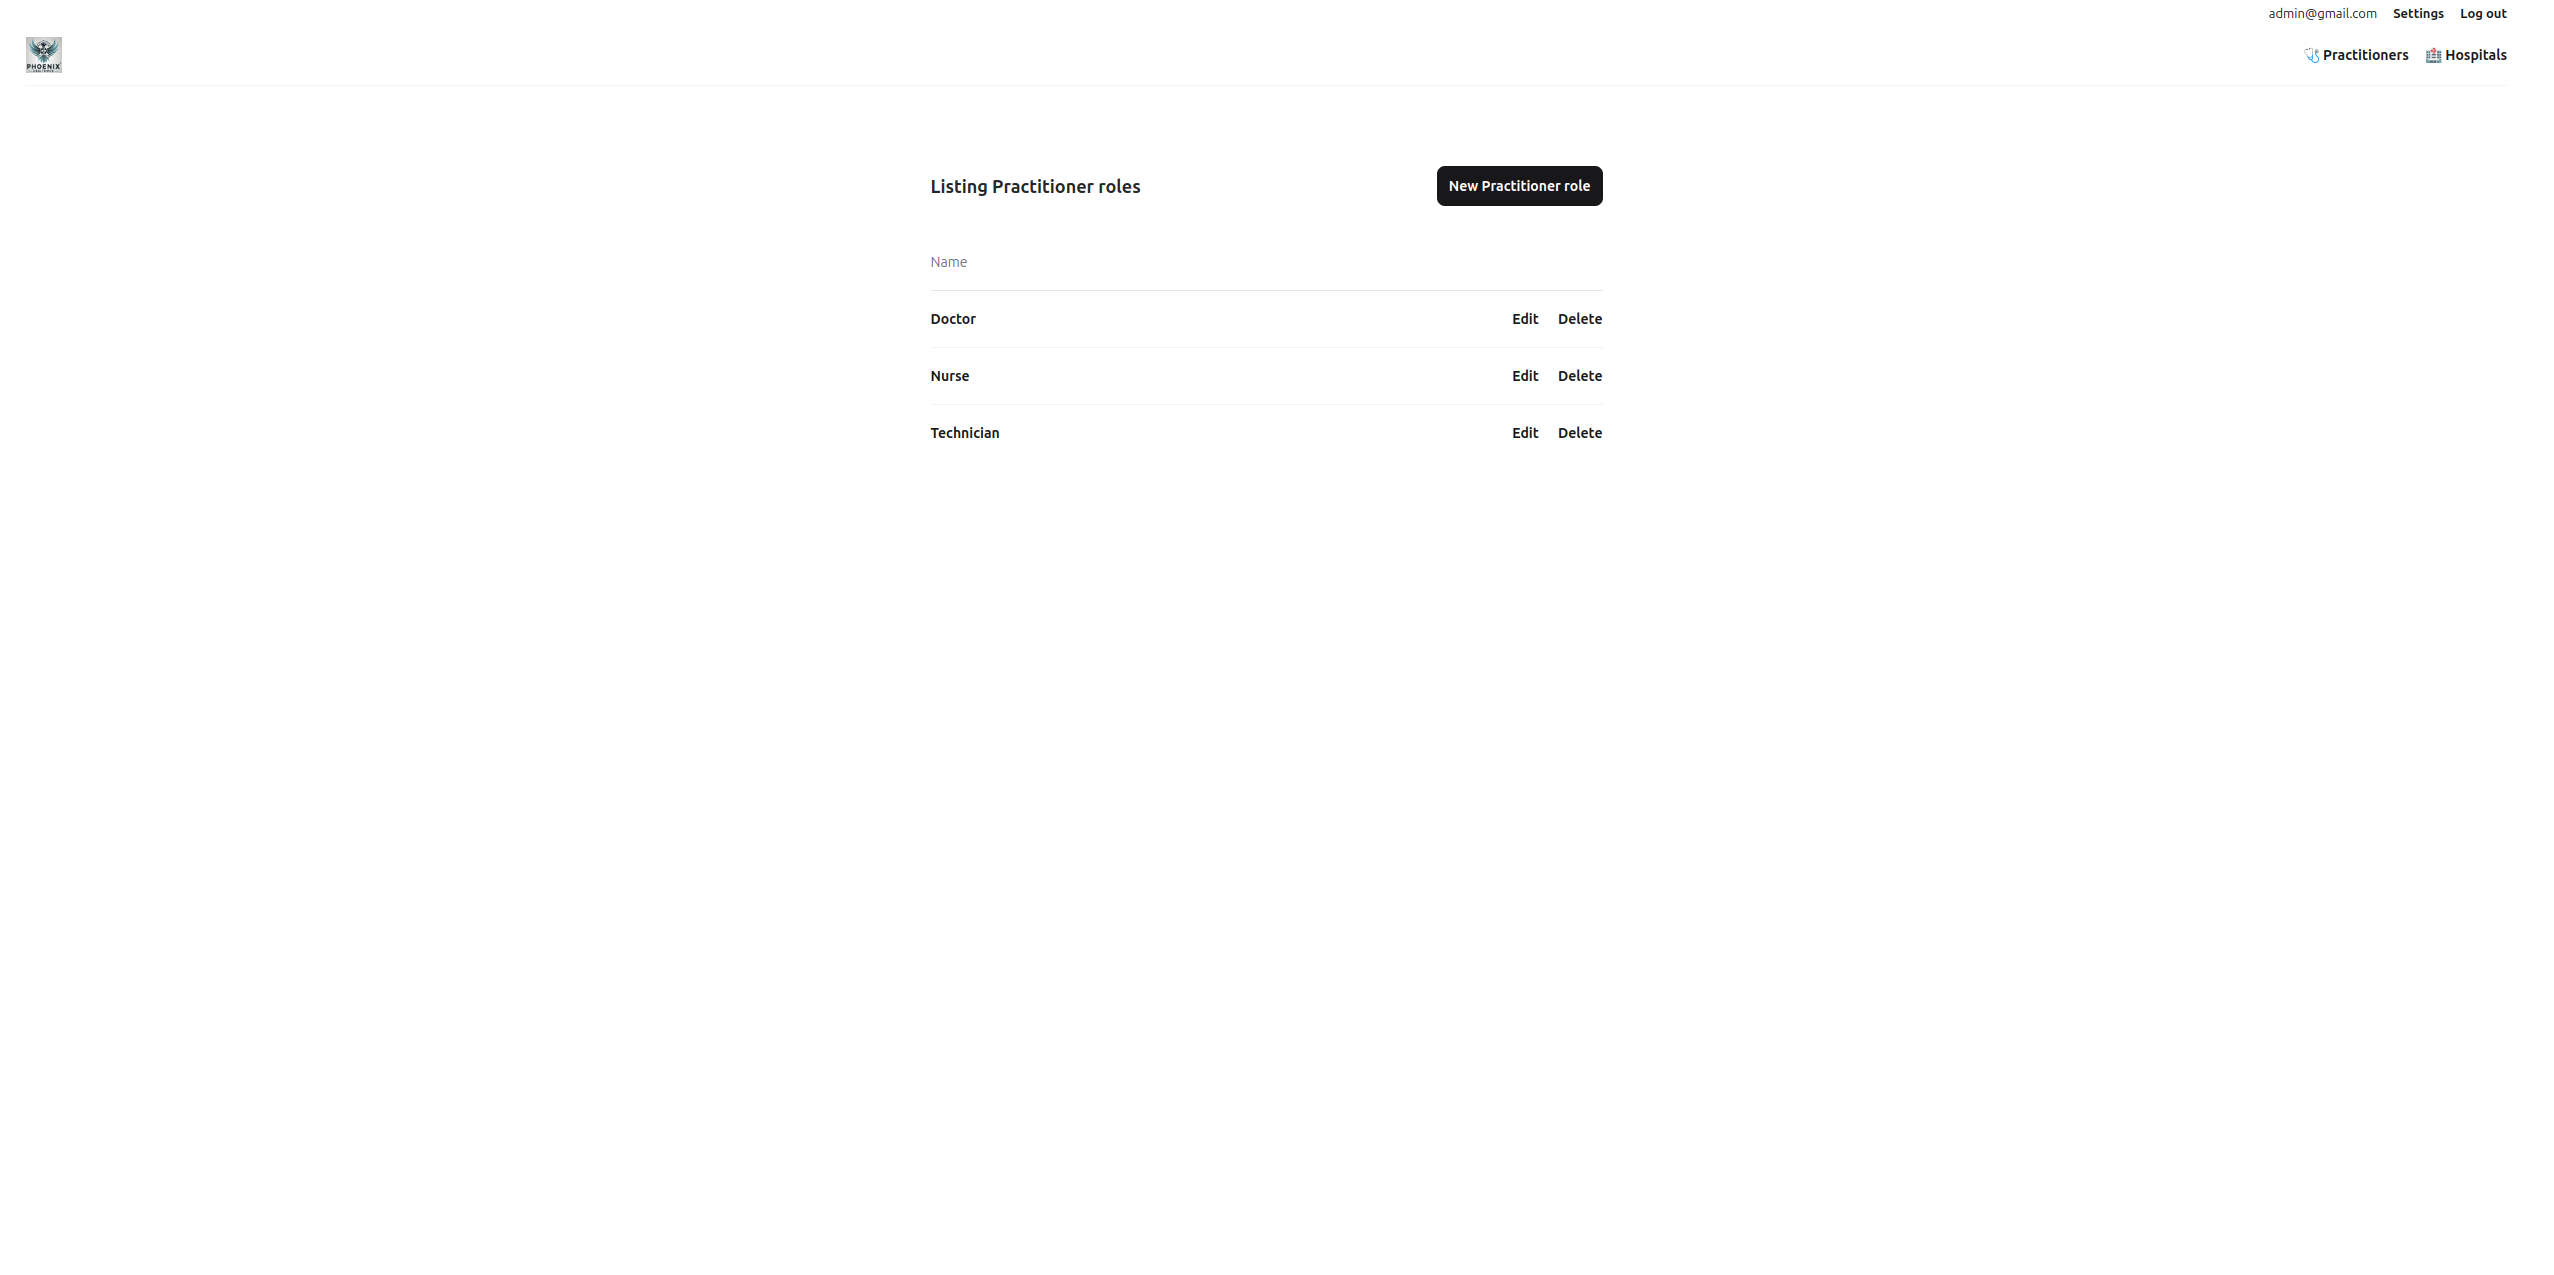 admin@gmail.com Settings Log out
PHOENIX
Practitioners Hospitals
Listing Practitioner roles New Practitioner role
Name
Doctor Edit Delete
Nurse Edit Delete
Technician Edit Delete